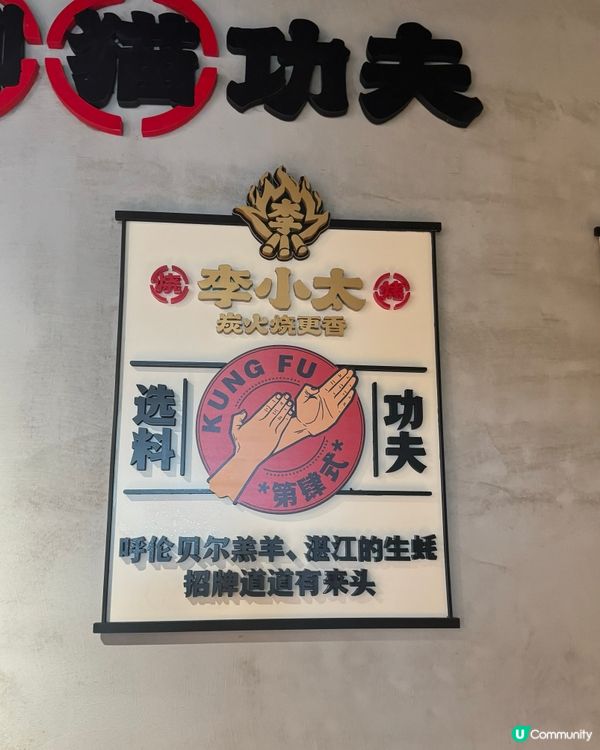 猫功夫
李
烧 李小太 烤
炭火烧更香
KUNG FU
选料
功夫
*第肆式*
呼伦贝尔羔羊、湛江的生蚝
招牌道道有来头
U Community